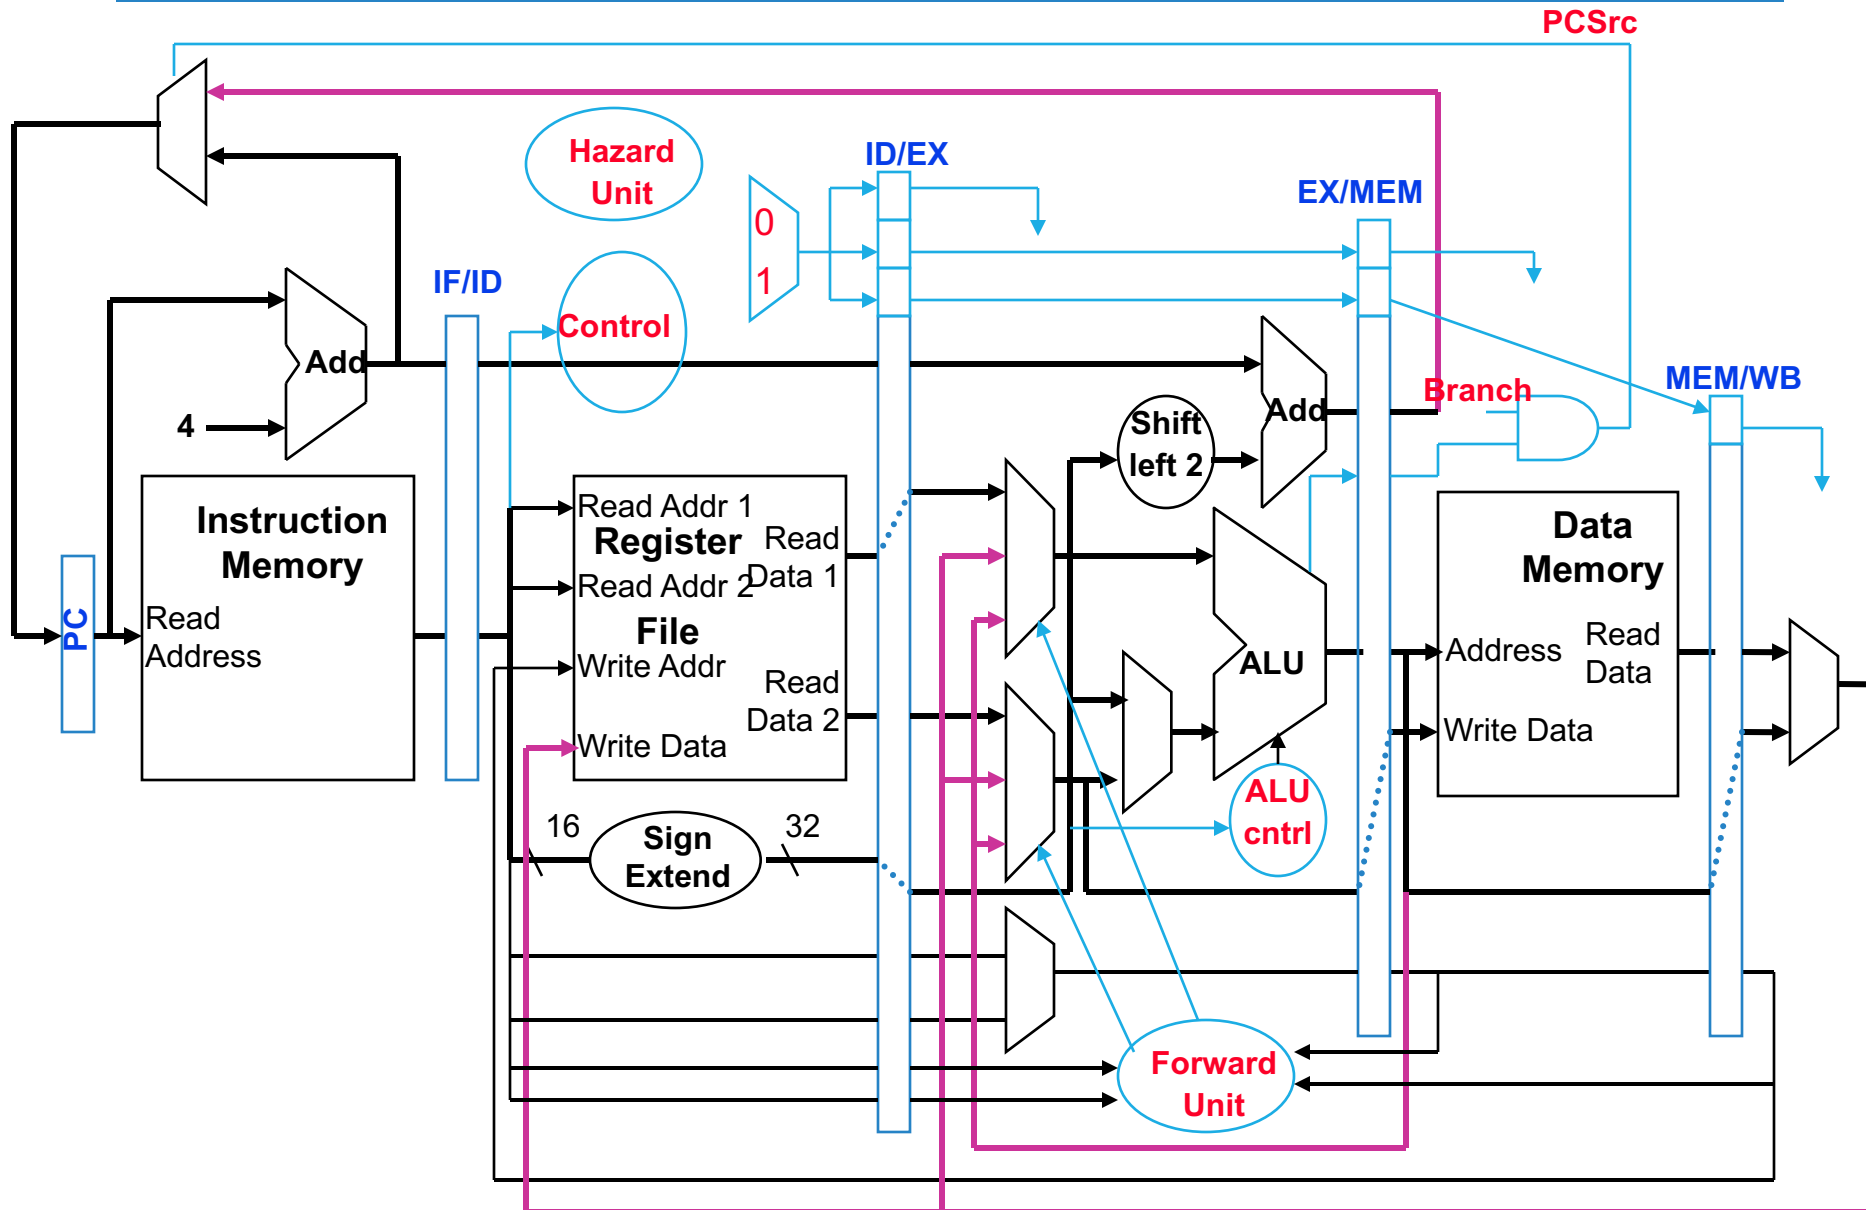 PCSrc
Hazard
Unit
ID/EX
EX/MEM
0
1
IF/ID
Control
Add
4
MEM/WB
Branch
Add
Shift
left 2
Instruction
Memory
Read
Address
PC
Read Addr 1
Register
Read
Data 1
Read Addr 2
File
Write Addr
Read
Data 2
Write Data
ALU
Data
Memory
Address
Read
Data
Write Data
16
Sign
Extend
32
ALU
cntrl
Forward
Unit